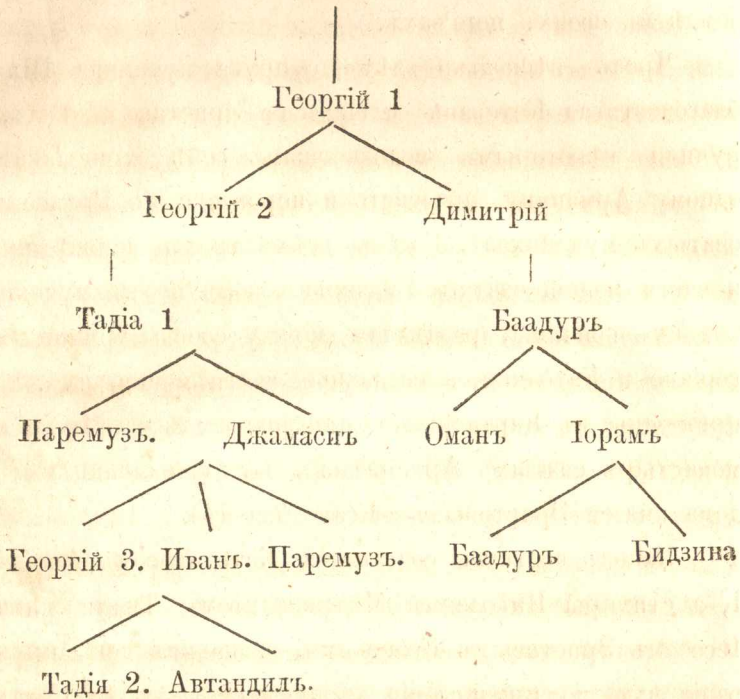 Георгій 1
Георгій 2 Димитрій
Тадіа 1 Баадуръ
Паремузъ. Джамаспъ Оманъ Іорамъ
Георгій 3. Иванъ. Паремузъ. Баадуръ Бидзина
Тадія 2. Автандилъ.